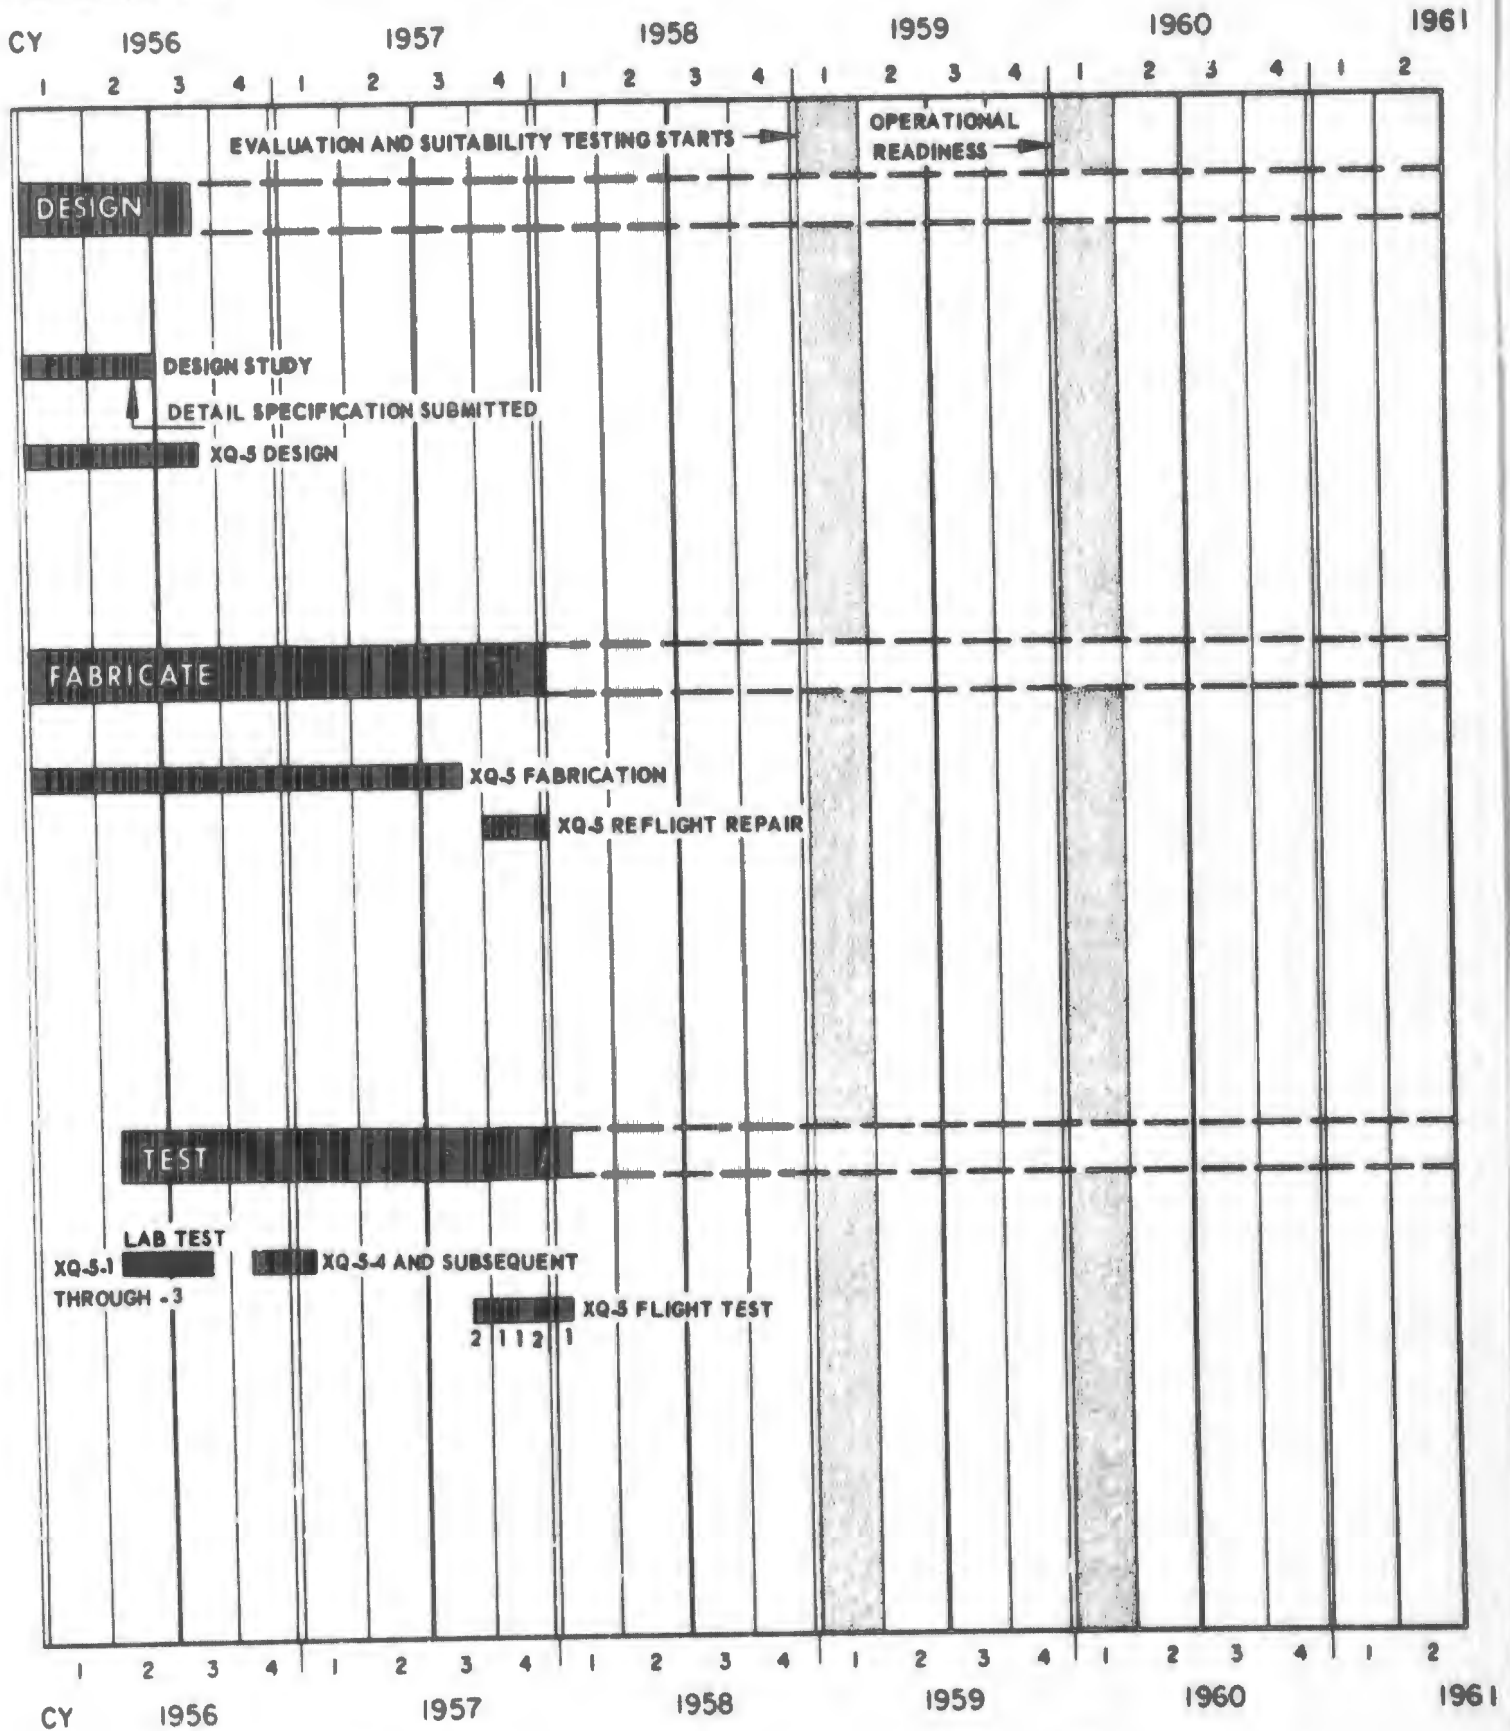 CY 1956 1957 1958 1959 1960 1961
1 2 3 4 1 2 3 4 1 2 3 4 1 2 3 4 1 2 3 4 1 2
EVALUATION AND SUITABILITY TESTING STARTS
OPERATIONAL
READINESS
DESIGN
DESIGN STUDY
DETAIL SPECIFICATION SUBMITTED
XQ-5 DESIGN
FABRICATE
XQ-5 FABRICATION
XQ-5 REFLIGHT REPAIR
TEST
LAB TEST
XQ-5-1
THROUGH -3
XQ-5-4 AND SUBSEQUENT
XQ-5 FLIGHT TEST
2 1 1 2 1
1 2 3 4 1 2 3 4 1 2 3 4 1 2 3 4 1 2 3 4 1 2
CY 1956 1957 1958 1959 1960 1961